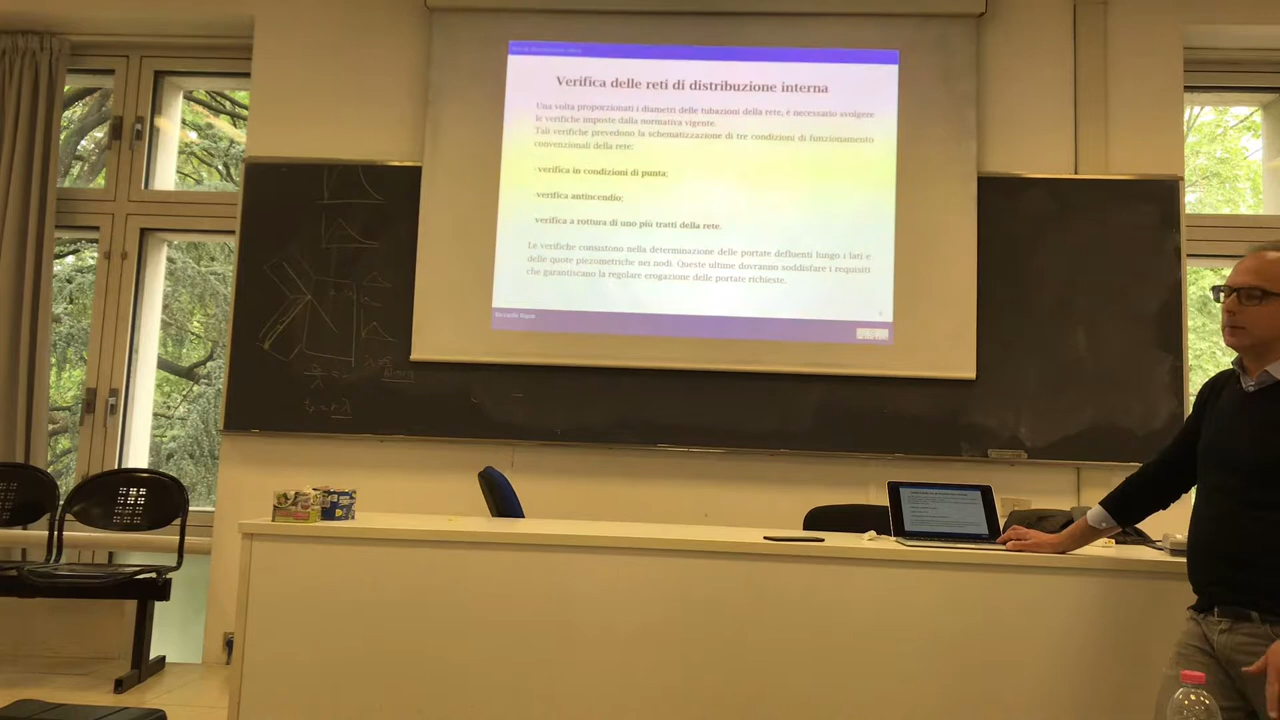 Verifica delle reti di distribuzione interna
Una volta proporzionati i diametri delle tubazioni della rete, è necessario svolgere
le verifiche imposte dalla normativa vigente.
Tali verifiche prevedono la schematizzazione di tre condizioni di funzionamento
convenzionali della rete:
-verifica in condizioni di punta;
-verifica antincendio;
verifica a rottura di uno più tratti della rete.
Le verifiche consistono nella determinazione delle portate defluenti lungo i lati e
delle quote piezometriche nei nodi. Queste ultime dovranno soddisfare i requisiti
che garantiscano la regolare erogazione delle portate richieste.